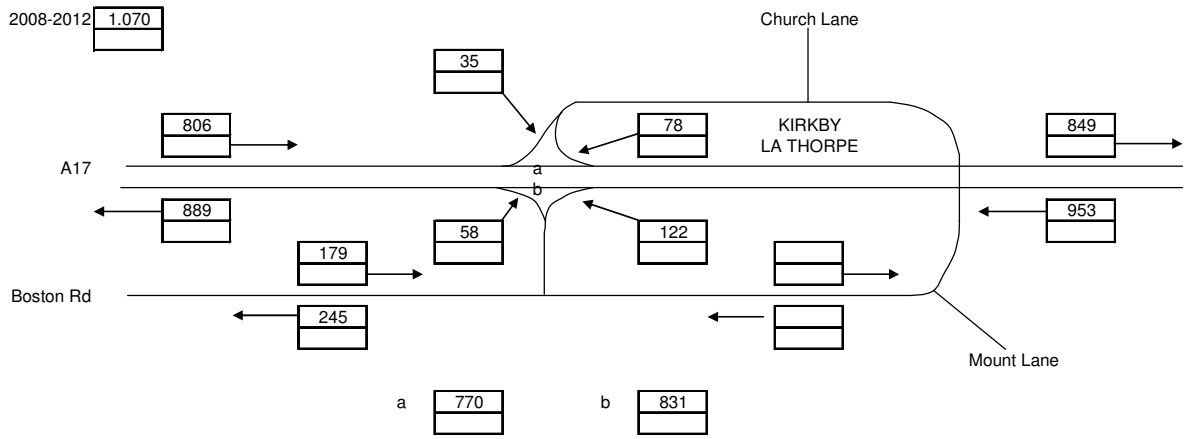 2008-2012 1.070
Church Lane
35
806
78
KIRKBY
LA THORPE
849
A17
a
b
889
58
122
953
179
Boston Rd
245
Mount Lane
a 770 b 831